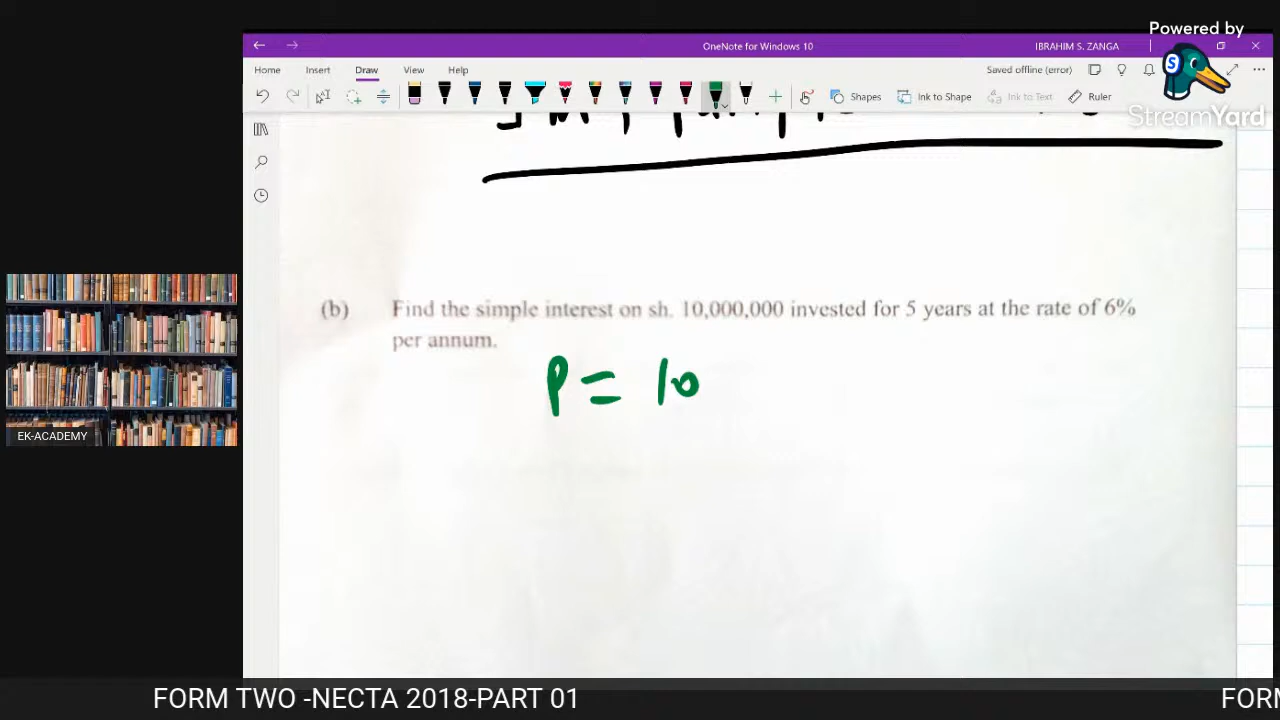 Powered by
OneNote for Windows 10
IBRAHIM S. ZANGA
Home Insert Draw View Help
Saved offline (error)
Shapes Ink to Shape Ink to Text Ruler
StreamYard
(b) Find the simple interest on sh. 10,000,000 invested for 5 years at the rate of 6%
per annum.
P = 10
EK-ACADEMY
FORM TWO -NECTA 2018-PART 01
FORM